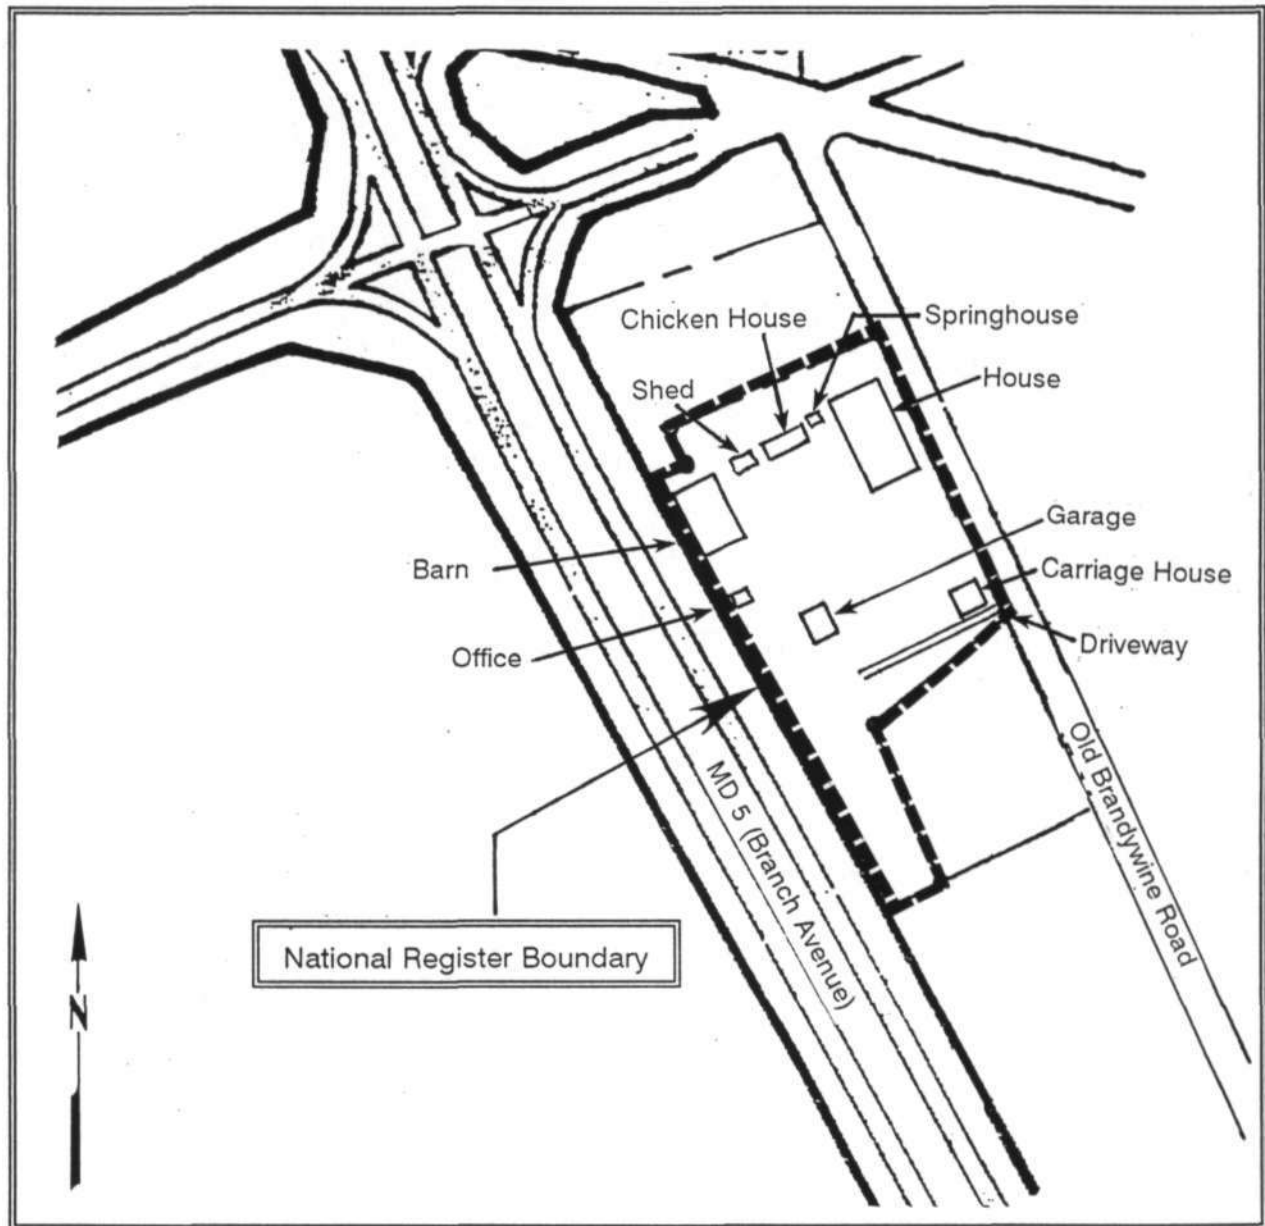 Chicken House
Springhouse
Shed
House
Garage
Barn
Carriage House
Office
Driveway
MD 5 (Branch Avenue)
Old Brandywine Road
National Register Boundary
N